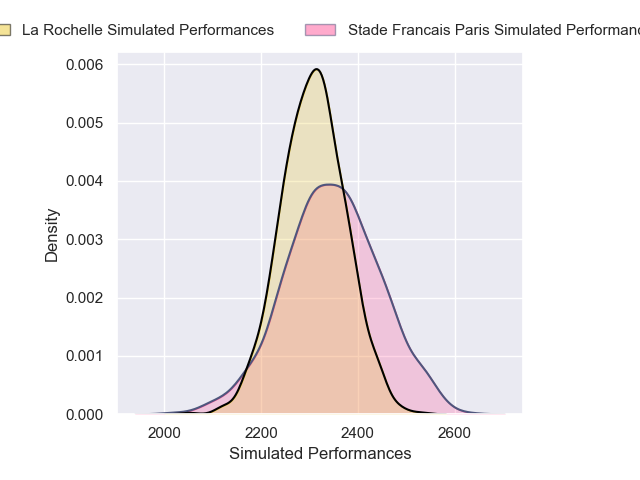 La Rochelle Simulated Performances Stade Francais Paris Simulated
0.006
0.005
0.004
0.003
0.002
0.001
0.000
Density
2000 2200 2400 2600
Simulated Performances